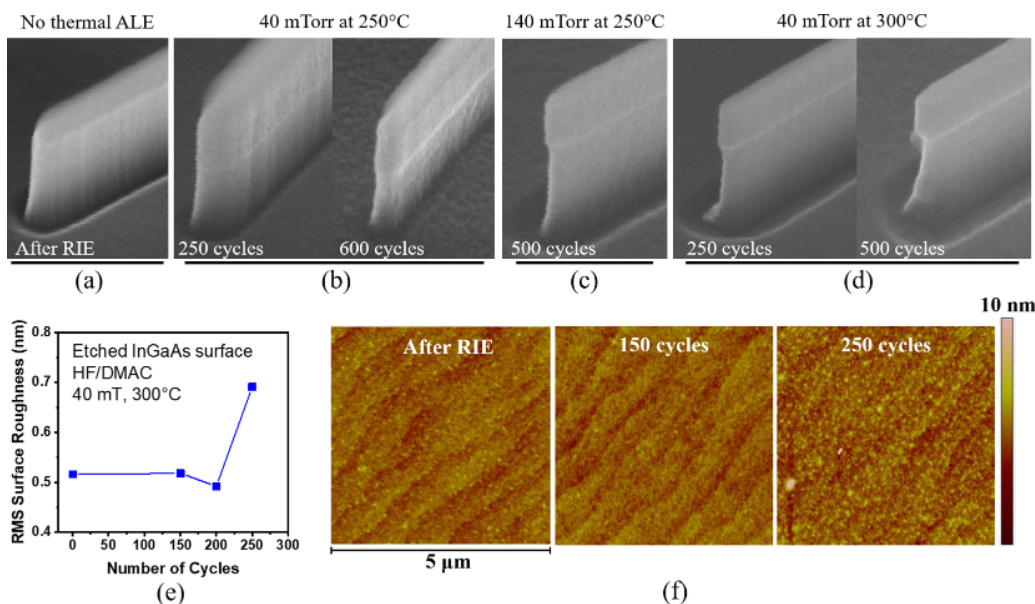 No thermal ALE
40 mTorr at 250°C
140 mTorr at 250°C
40 mTorr at 300°C
After RIE
250 cycles
600 cycles
500 cycles
250 cycles
500 cycles
(a)
(b)
(c)
(d)
RMS Surface Roughness (nm)
0.8
0.7
0.6
0.5
0.4
Etched InGaAs surface
HF/DMAC
40 mT, 300°C
0 50 100 150 200 250 300
Number of Cycles
(e)
After RIE
150 cycles
250 cycles
10 nm
5 µm
(f)